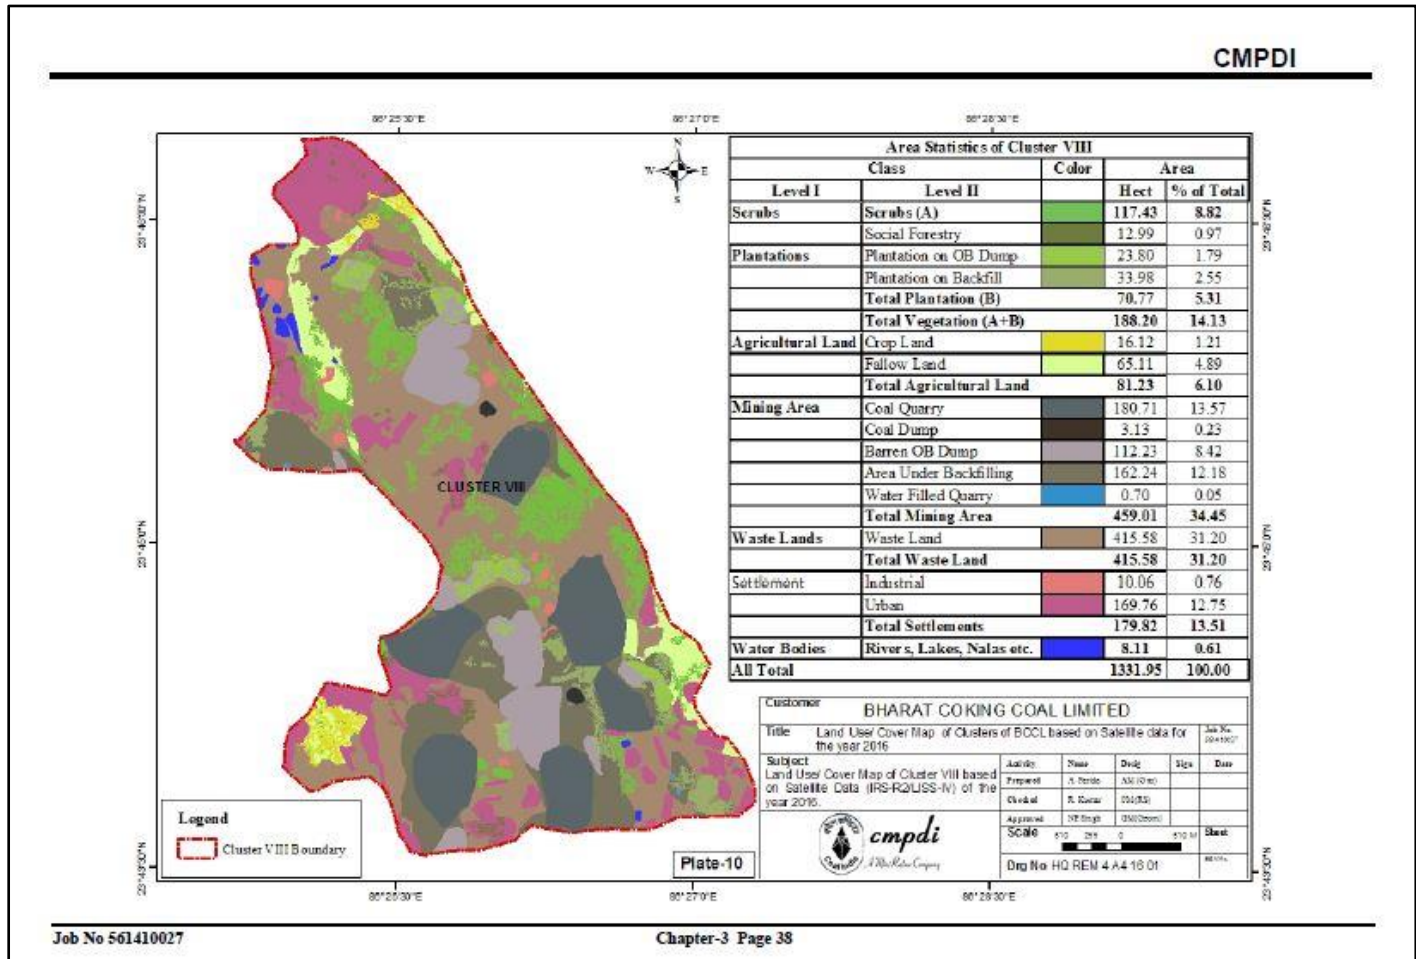 CMPDI
86°25'30"E 86°27'0"E 86°28'30"E
N
W E
S
Area Statistics of Cluster VIII
Class Color Area
Level I Level II Hect % of Total
Scrubs Scrubs (A) 117.43 8.82
Social Forestry 12.99 0.97
Plantations Plantation on OB Dump 23.80 1.79
Plantation on Backfill 33.98 2.55
Total Plantation (B) 70.77 5.31
Total Vegetation (A+B) 188.20 14.13
Agricultural Land Crop Land 16.12 1.21
Fallow Land 65.11 4.89
Total Agricultural Land 81.23 6.10
Mining Area Coal Quarry 180.71 13.57
Coal Dump 3.13 0.23
Barren OB Dump 112.23 8.42
Area Under Backfilling 162.24 12.18
Water Filled Quarry 0.70 0.05
Total Mining Area 459.01 34.45
Waste Lands Waste Land 415.58 31.20
Total Waste Land 415.58 31.20
Settlement Industrial 10.06 0.76
Urban 169.76 12.75
Total Settlements 179.82 13.51
Water Bodies Rivers, Lakes, Nalas etc. 8.11 0.61
All Total 1331.95 100.00
CLUSTER VIII
Customer BHARAT COKING COAL LIMITED
Title Land Use/ Cover Map of Clusters of BCCL based on Satellite data for
the year 2016
Job No.
Subject
Land Use/ Cover Map of Cluster VIII based
on Satellite Data (IRS-R2/LISS-IV) of the
year 2016.
Activity Name Desig Sign Date
Prepared
Checked
Approved
Scale 0 510 M Sheet
cmpdi
A Mini Ratna Company
Drg No HQ REM 4 A4 16 01
Legend
Cluster VIII Boundary
Plate-10
86°25'30"E 86°27'0"E 86°28'30"E
Job No 561410027 Chapter-3 Page 38